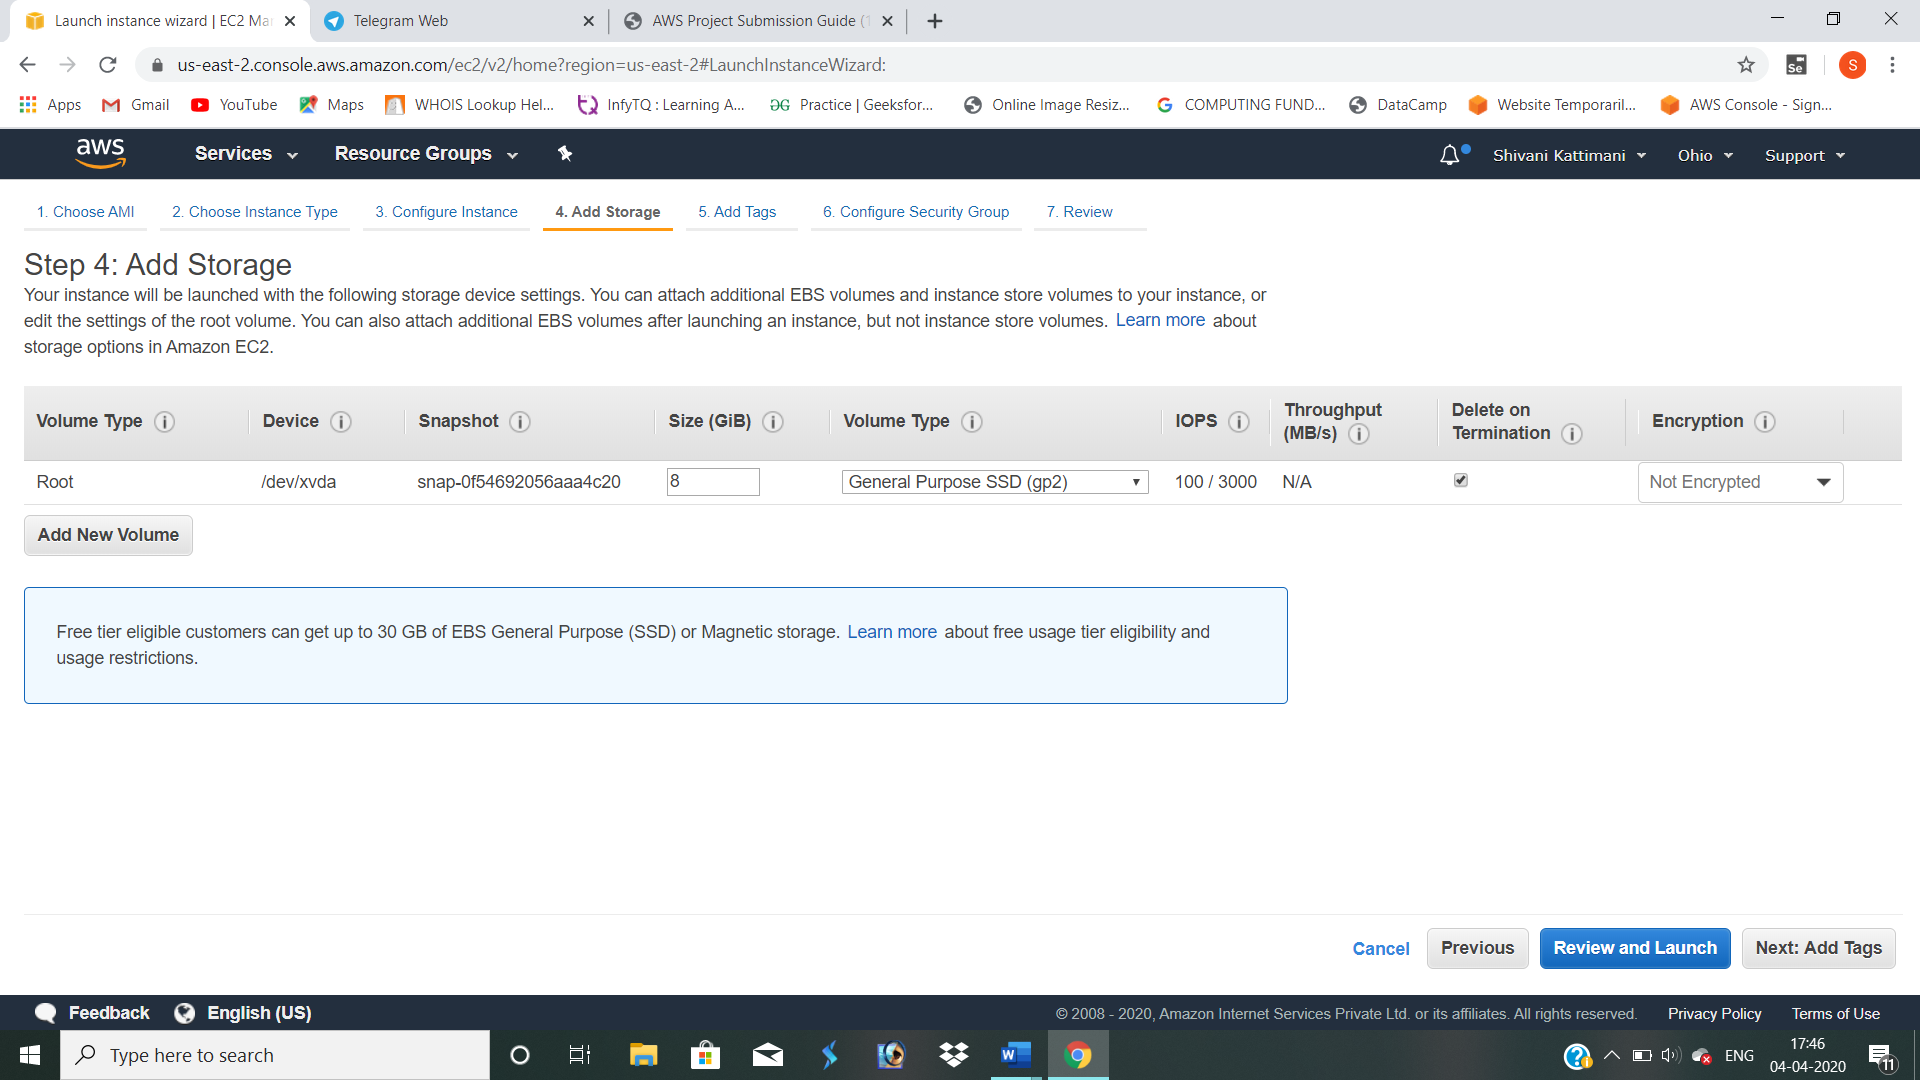 Launch instance wizard | EC2 Ma
Telegram Web
AWS Project Submission Guide (1
us-east-2.console.aws.amazon.com/ec2/v2/home?region=us-east-2#LaunchInstanceWizard:
Se
S
Apps
Gmail
YouTube
Maps
WHOIS Lookup Hel...
InfyTQ : Learning A...
Practice | Geeksfor...
Online Image Resiz...
COMPUTING FUND...
DataCamp
Website Temporaril...
AWS Console - Sign...
aws
Services
Resource Groups
Shivani Kattimani
Ohio
Support
1. Choose AMI
2. Choose Instance Type
3. Configure Instance
4. Add Storage
5. Add Tags
6. Configure Security Group
7. Review
Step 4: Add Storage
Your instance will be launched with the following storage device settings. You can attach additional EBS volumes and instance store volumes to your instance, or
edit the settings of the root volume. You can also attach additional EBS volumes after launching an instance, but not instance store volumes. Learn more about
storage options in Amazon EC2.
Volume Type
Device
Snapshot
Size (GiB)
Volume Type
IOPS
Throughput
(MB/s)
Delete on
Termination
Encryption
Root
/dev/xvda
snap-0f54692056aaa4c20
8
General Purpose SSD (gp2)
100 / 3000
N/A
Not Encrypted
Add New Volume
Free tier eligible customers can get up to 30 GB of EBS General Purpose (SSD) or Magnetic storage. Learn more about free usage tier eligibility and
usage restrictions.
Cancel
Previous
Review and Launch
Next: Add Tags
Feedback
English (US)
© 2008 - 2020, Amazon Internet Services Private Ltd. or its affiliates. All rights reserved.
Privacy Policy
Terms of Use
Type here to search
W
ENG
17:46
04-04-2020
11